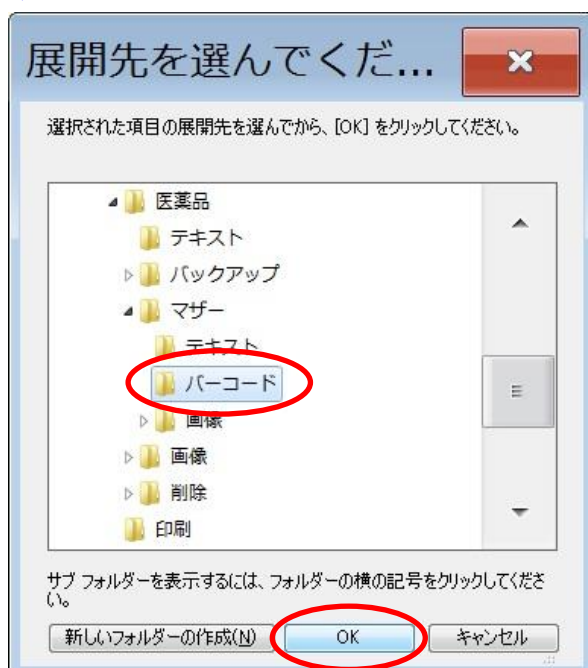 展開先を選んでくだ...
選択された項目の展開先を選んでから、[OK] をクリックしてください。
医薬品
テキスト
バックアップ
マザー
テキスト
バーコード
画像
画像
削除
印刷
サブ フォルダーを表示するには、フォルダーの横の記号をクリックしてくださ
い。
新しいフォルダーの作成(N) OK キャンセル